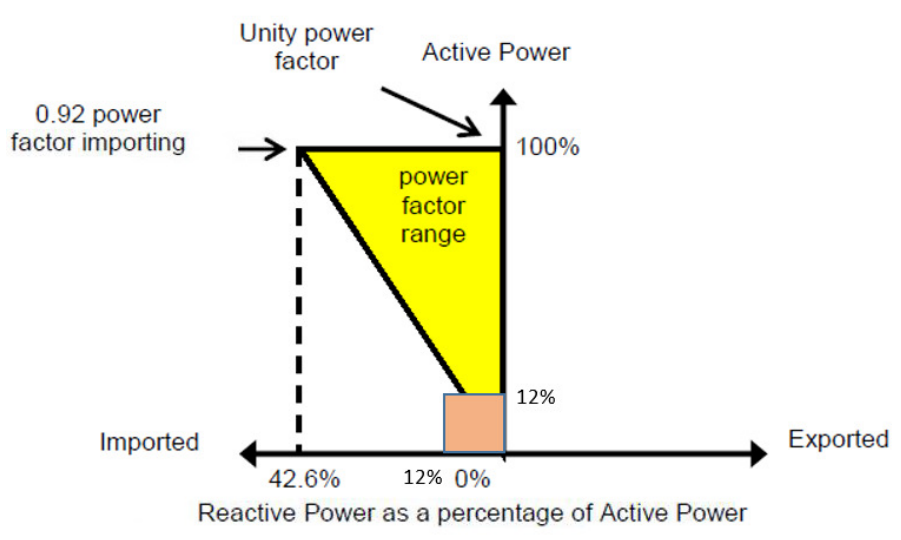 Unity power
factor
Active Power
0.92 power
factor importing
100%
power
factor
range
12%
Imported
Exported
42.6%
12%
0%
Reactive Power as a percentage of Active Power